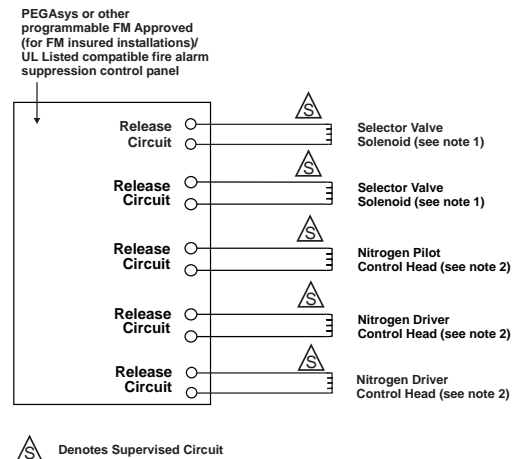 PEGAsys or other
programmable FM Approved
(for FM insured installations)/
UL Listed compatible fire alarm
suppression control panel
S
Release
Circuit
Selector Valve
Solenoid (see note 1)
S
Release
Circuit
Selector Valve
Solenoid (see note 1)
S
Release
Circuit
Nitrogen Pilot
Control Head (see note 2)
S
Release
Circuit
Nitrogen Driver
Control Head (see note 2)
S
Release
Circuit
Nitrogen Driver
Control Head (see note 2)
S Denotes Supervised Circuit